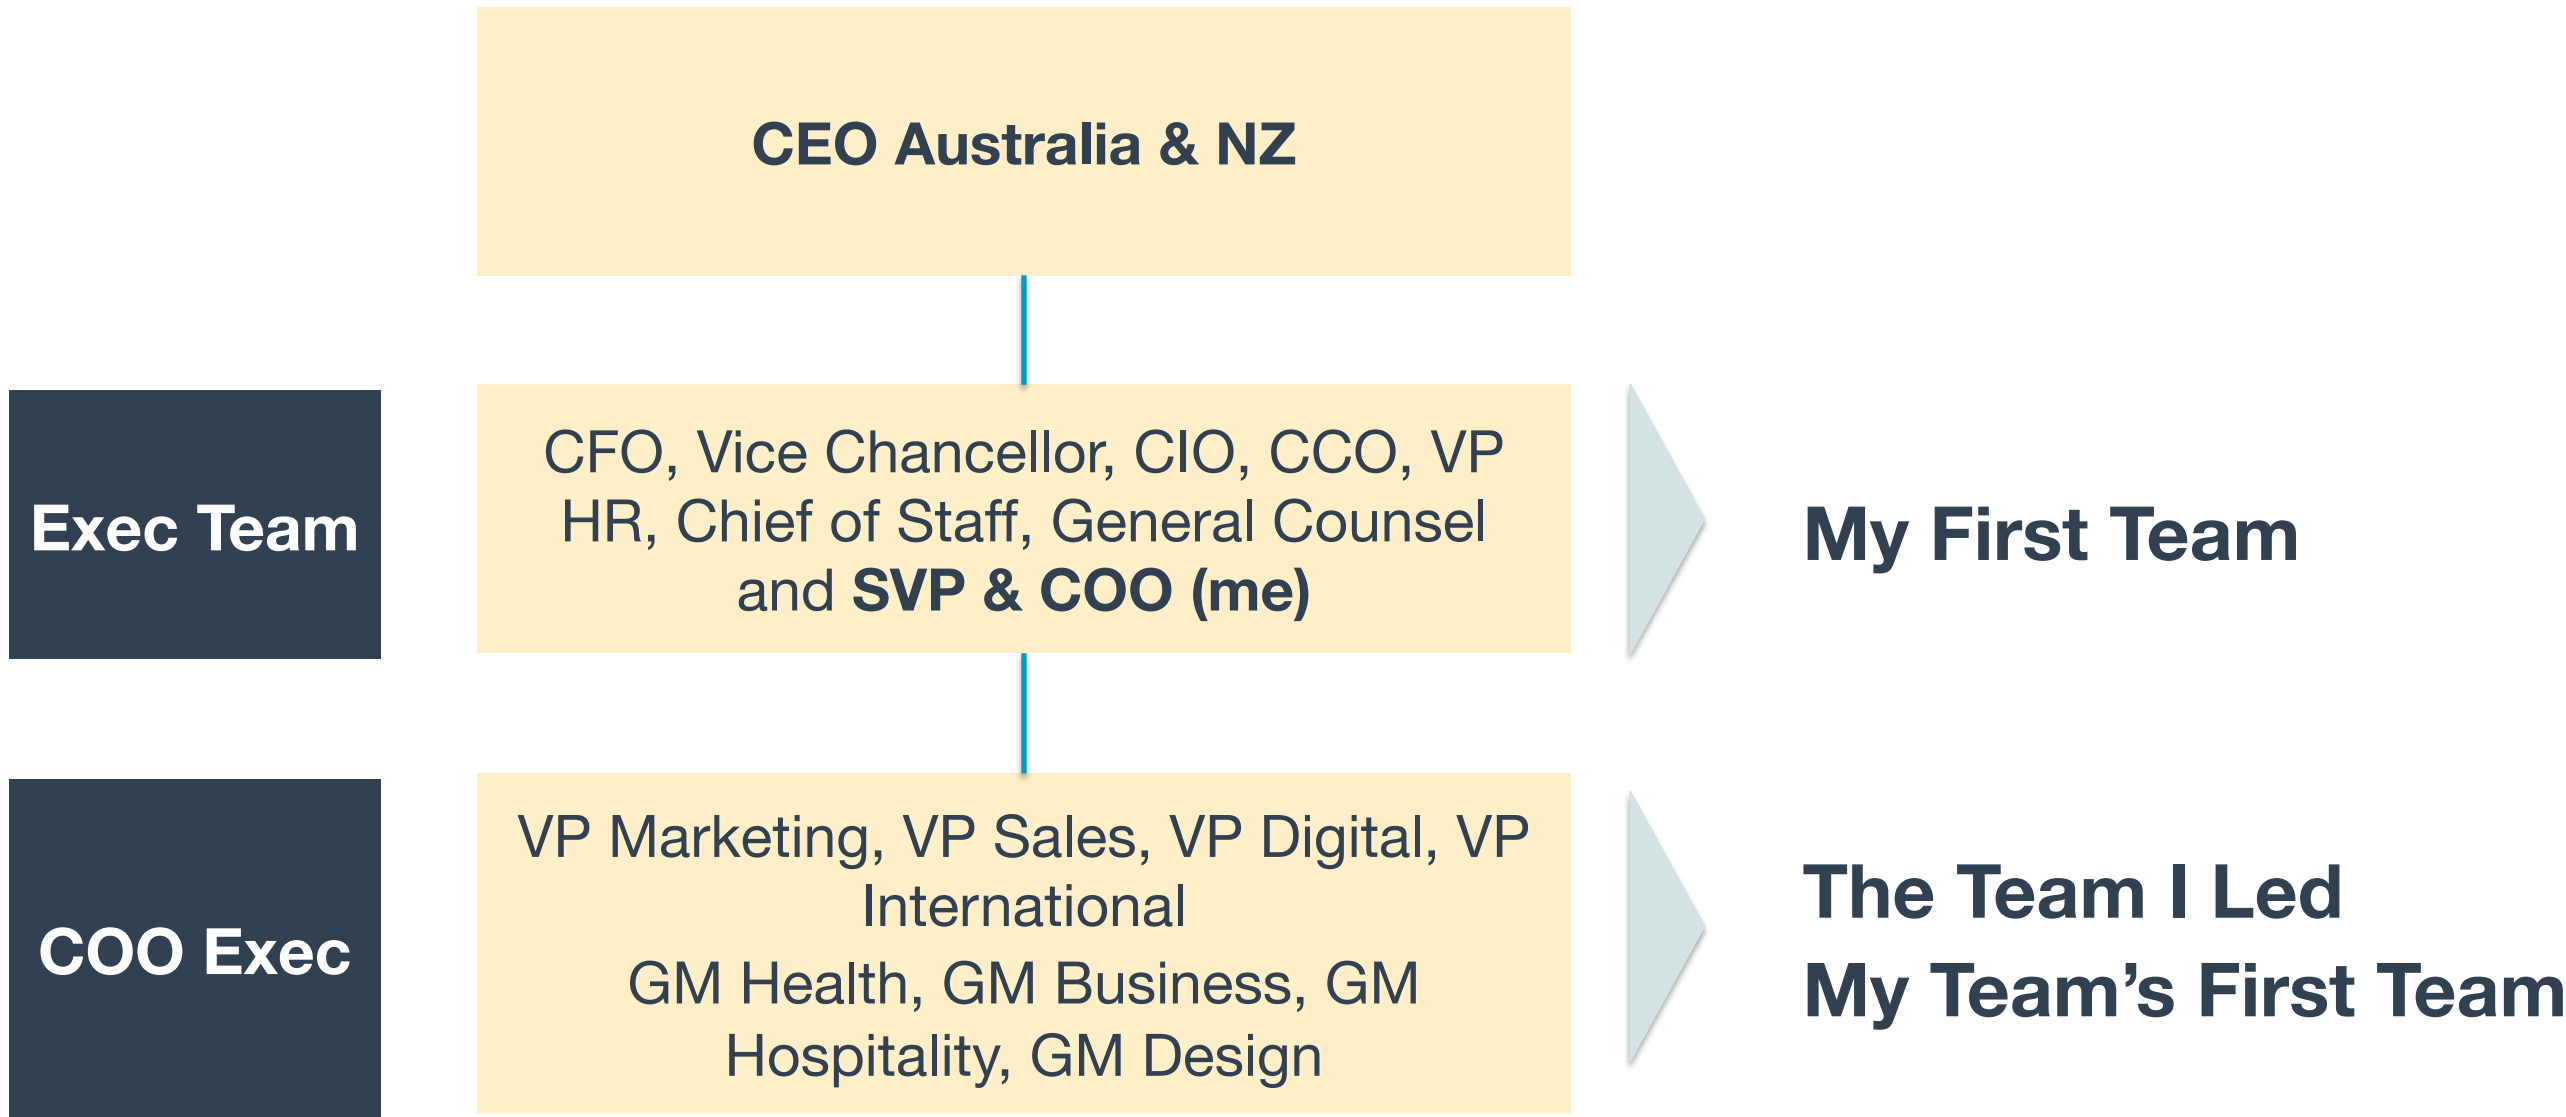 CEO Australia & NZ
Exec Team
CFO, Vice Chancellor, CIO, CCO, VP
HR, Chief of Staff, General Counsel
and SVP & COO (me)
My First Team
COO Exec
VP Marketing, VP Sales, VP Digital, VP
International
GM Health, GM Business, GM
Hospitality, GM Design
The Team I Led
My Team’s First Team